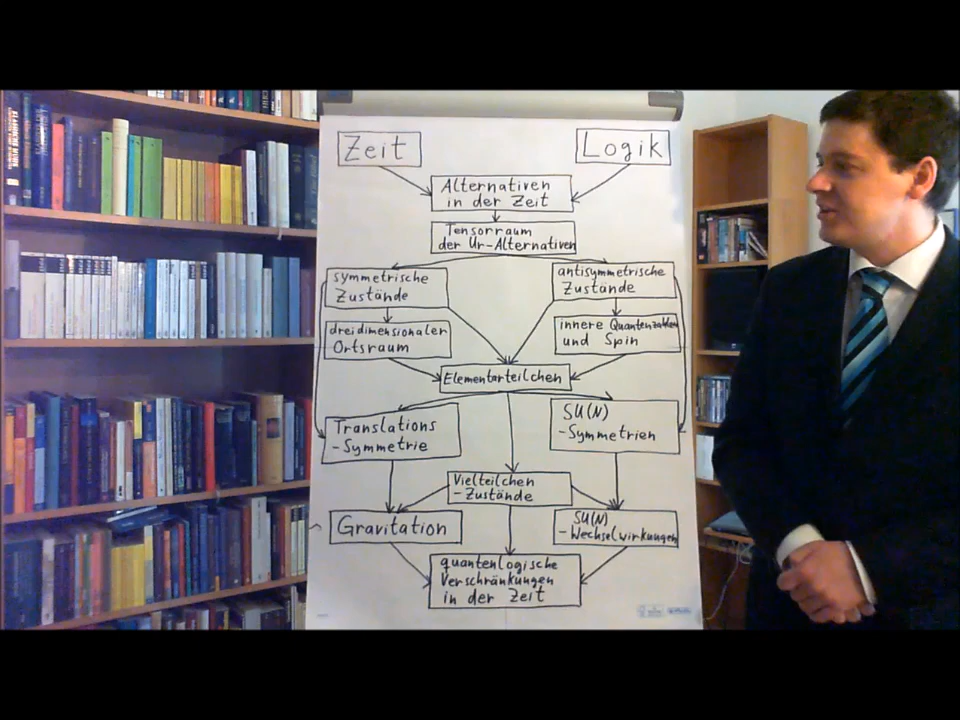 Zeit
Logik
Alternativen
in der Zeit
Tensorraum
der Ur-Alternativen
symmetrische
Zustände
antisymmetrische
Zustände
dreidimensionaler
Ortsraum
innere Quantenzahlen
und Spin
Elementarteilchen
Translations
-Symmetrie
SU(N)
-Symmetrien
Vielteilchen
-Zustände
Gravitation
SU(N)
-Wechselwirkungen
quantenlogische
Verschränkungen
in der Zeit